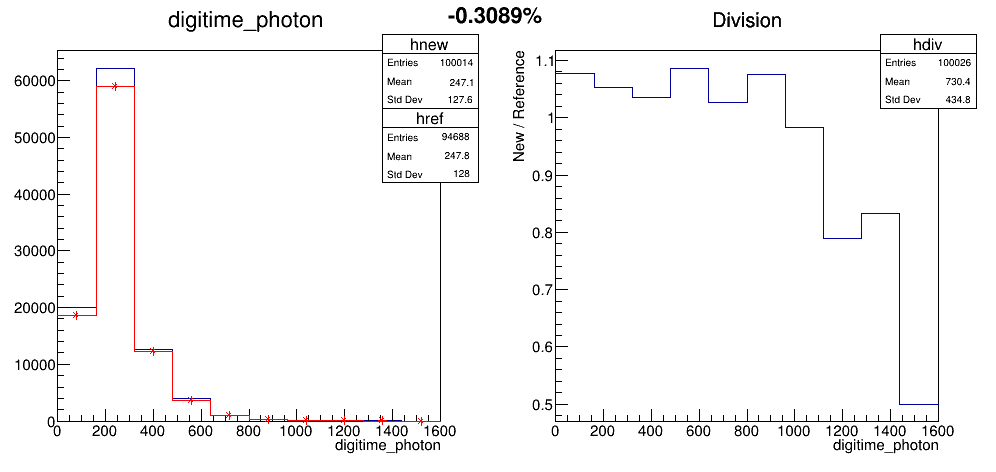 digitime_photon
-0.3089%
Division
hnew
Entries 100014
Mean 247.1
Std Dev 127.6
href
Entries 94688
Mean 247.8
Std Dev 128
60000
50000
40000
30000
20000
10000
0
0 200 400 600 800 1000 1200 1400 1600
digitime_photon
hdiv
Entries 100026
Mean 730.4
Std Dev 434.8
New / Reference
1.1
1
0.9
0.8
0.7
0.6
0.5
0 200 400 600 800 1000 1200 1400 1600
digitime_photon